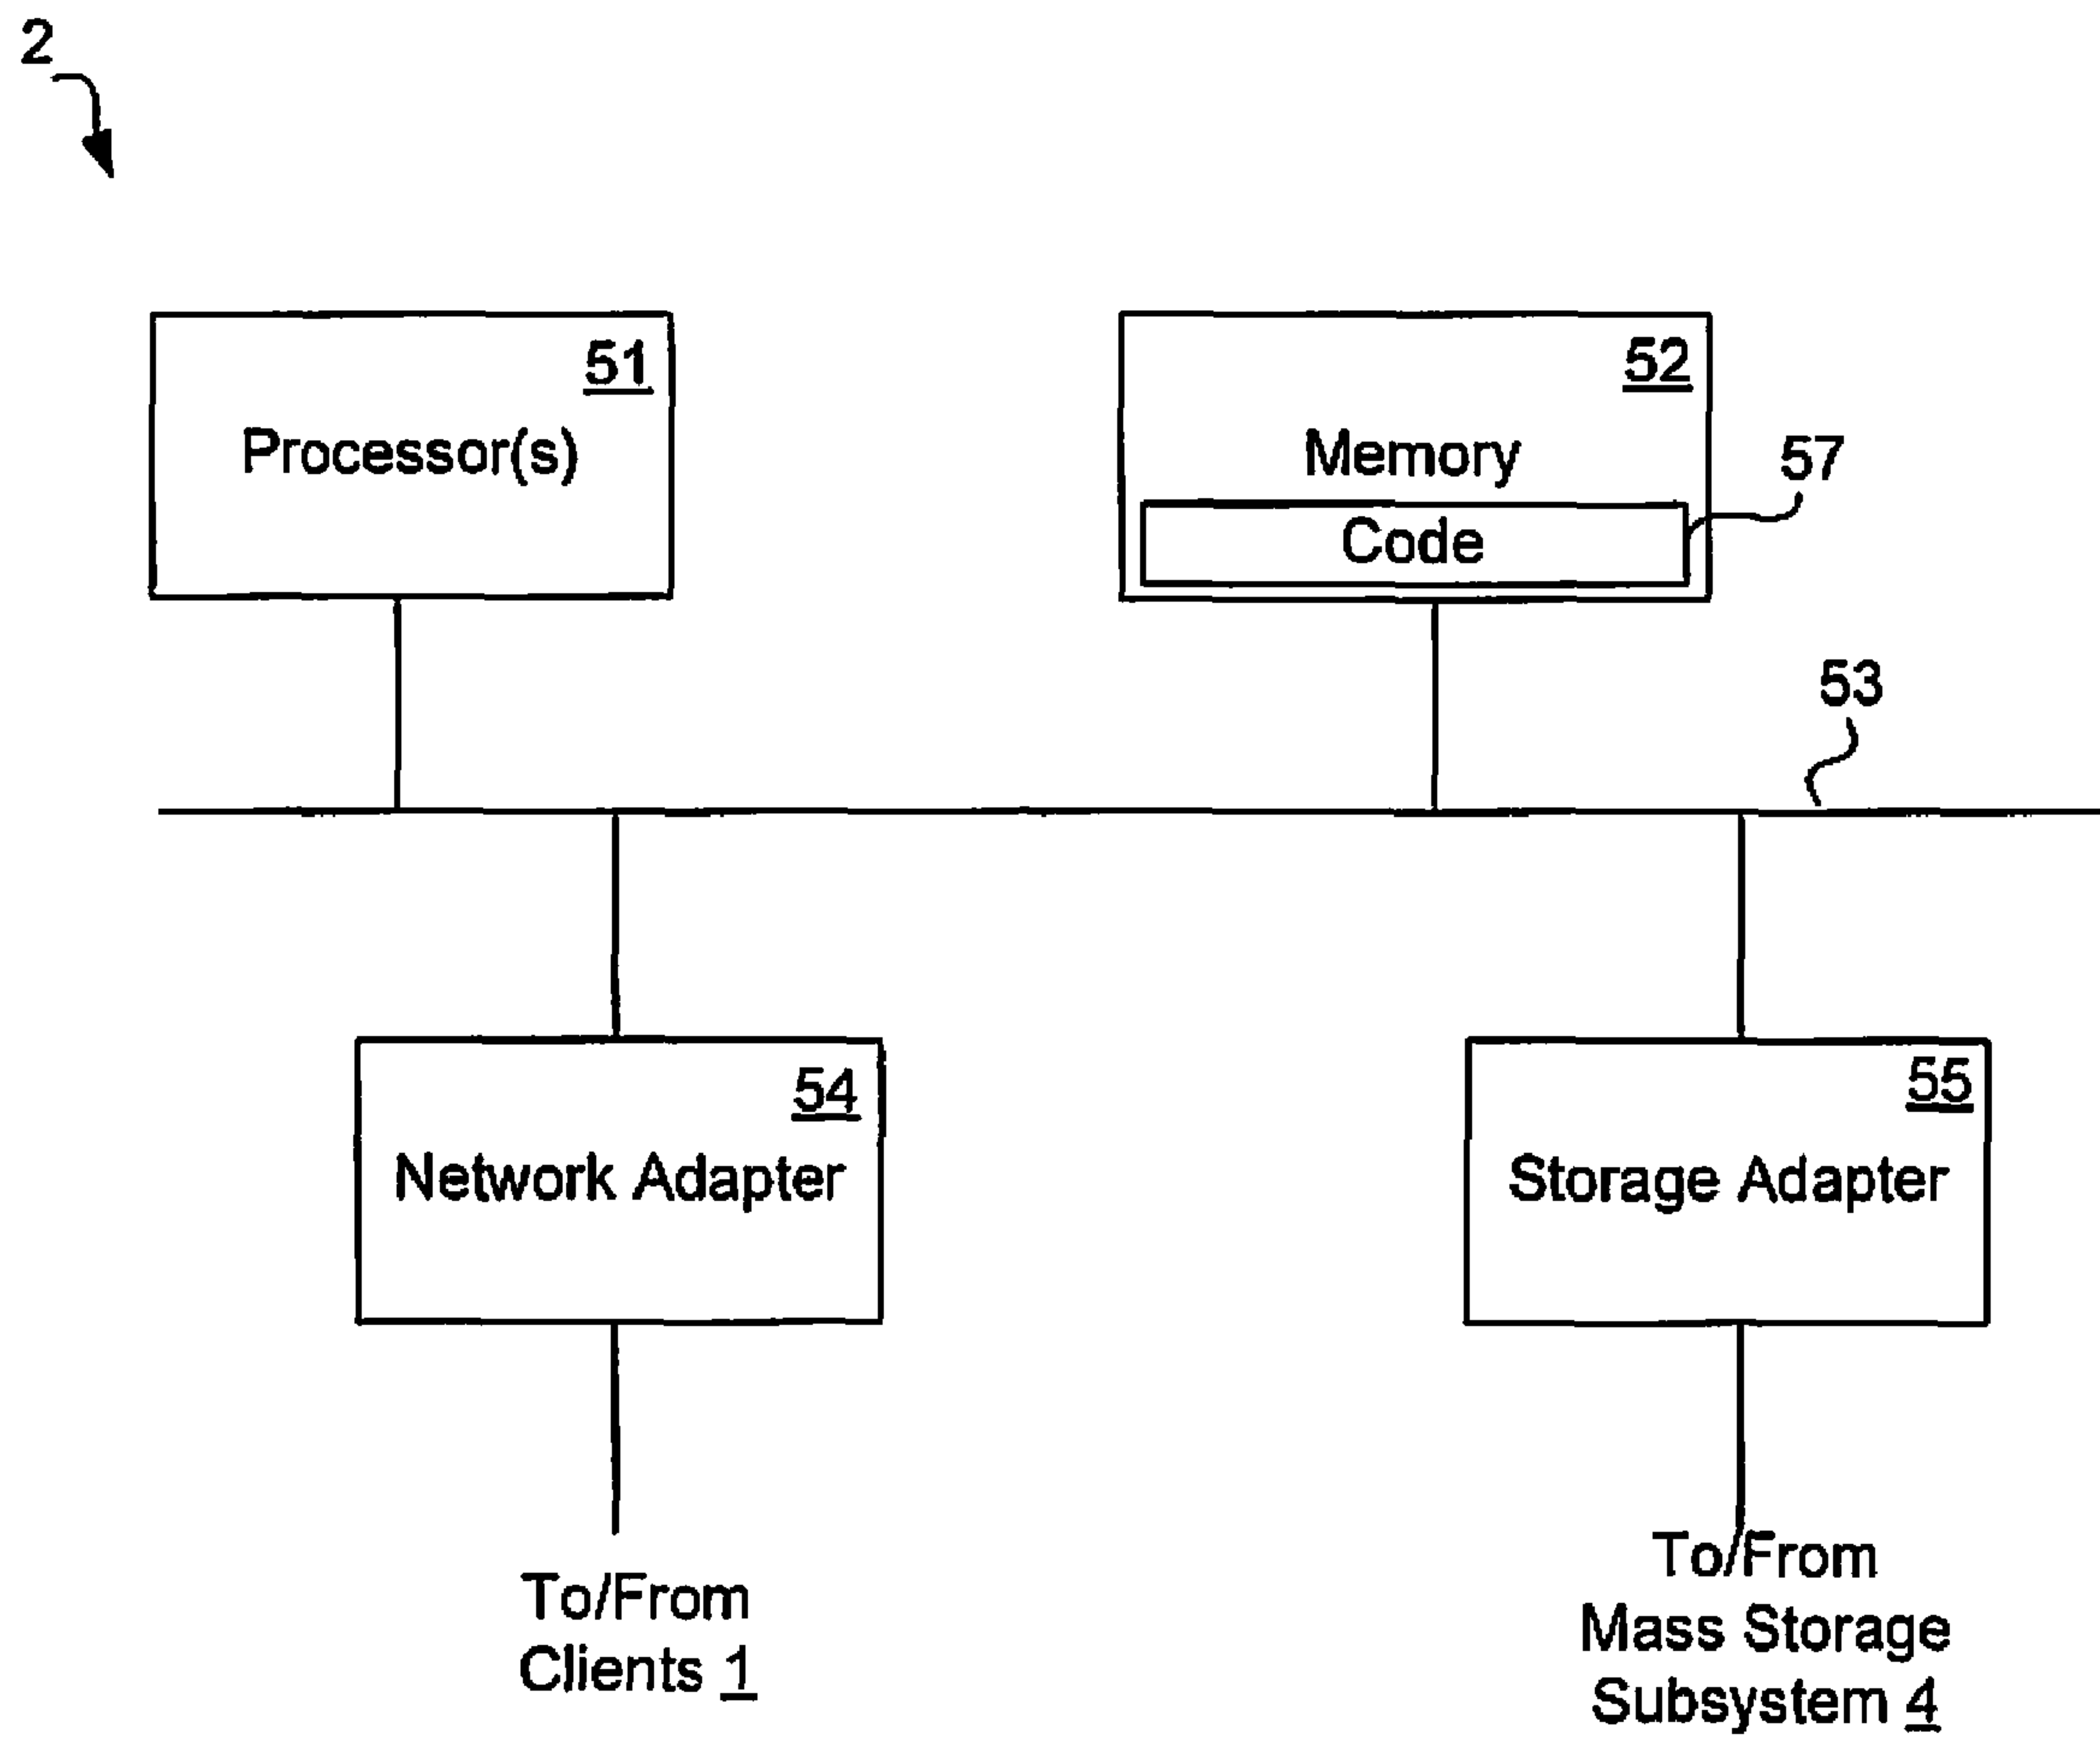 2
51
Processor(s)
52
Memory
57
Code
53
54
Network Adapter
55
Storage Adapter
To/From
Clients 1
To/From
Mass Storage
Subsystem 4